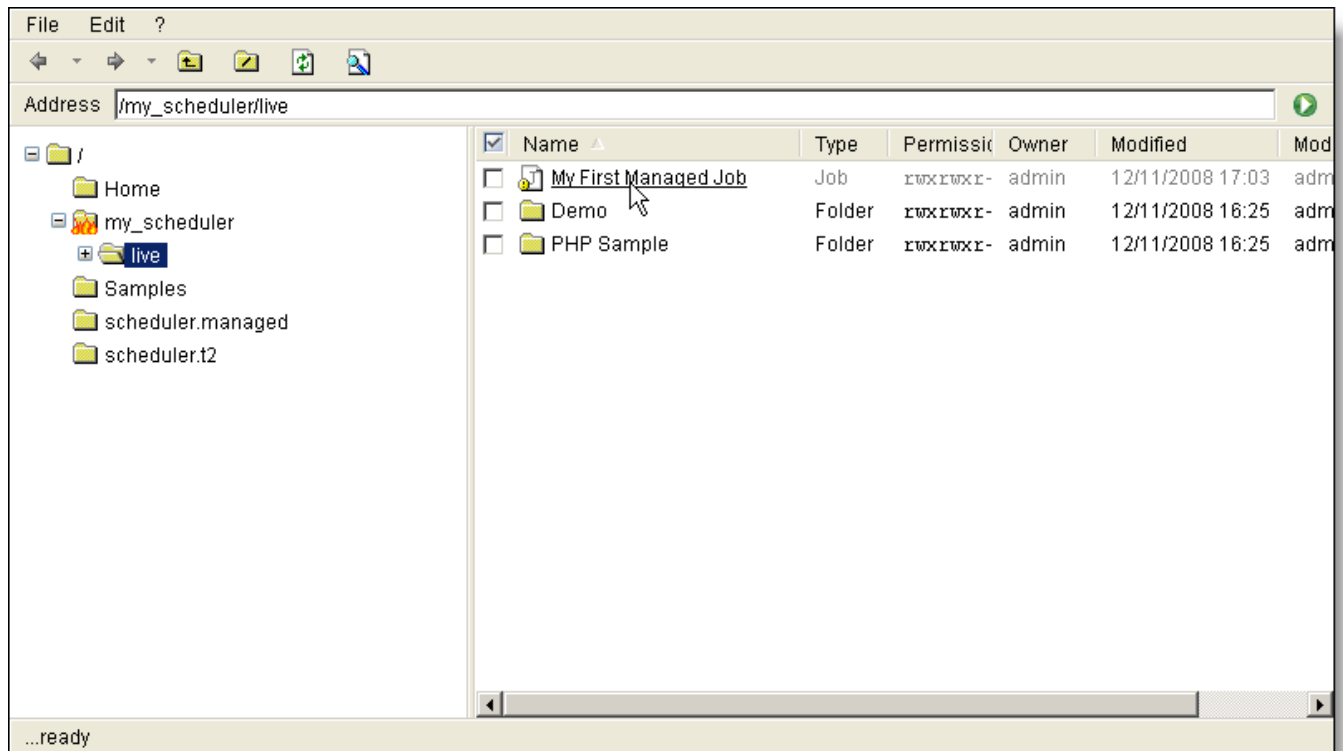 File Edit ?
Address /my_scheduler/live
/
Home
my_scheduler
live
Samples
scheduler.managed
scheduler.t2
Name Type Permissio Owner Modified Mod
My First Managed Job Job rwxrwxr- admin 12/11/2008 17:03 adm
Demo Folder rwxrwxr- admin 12/11/2008 16:25 adm
PHP Sample Folder rwxrwxr- admin 12/11/2008 16:25 adm
...ready